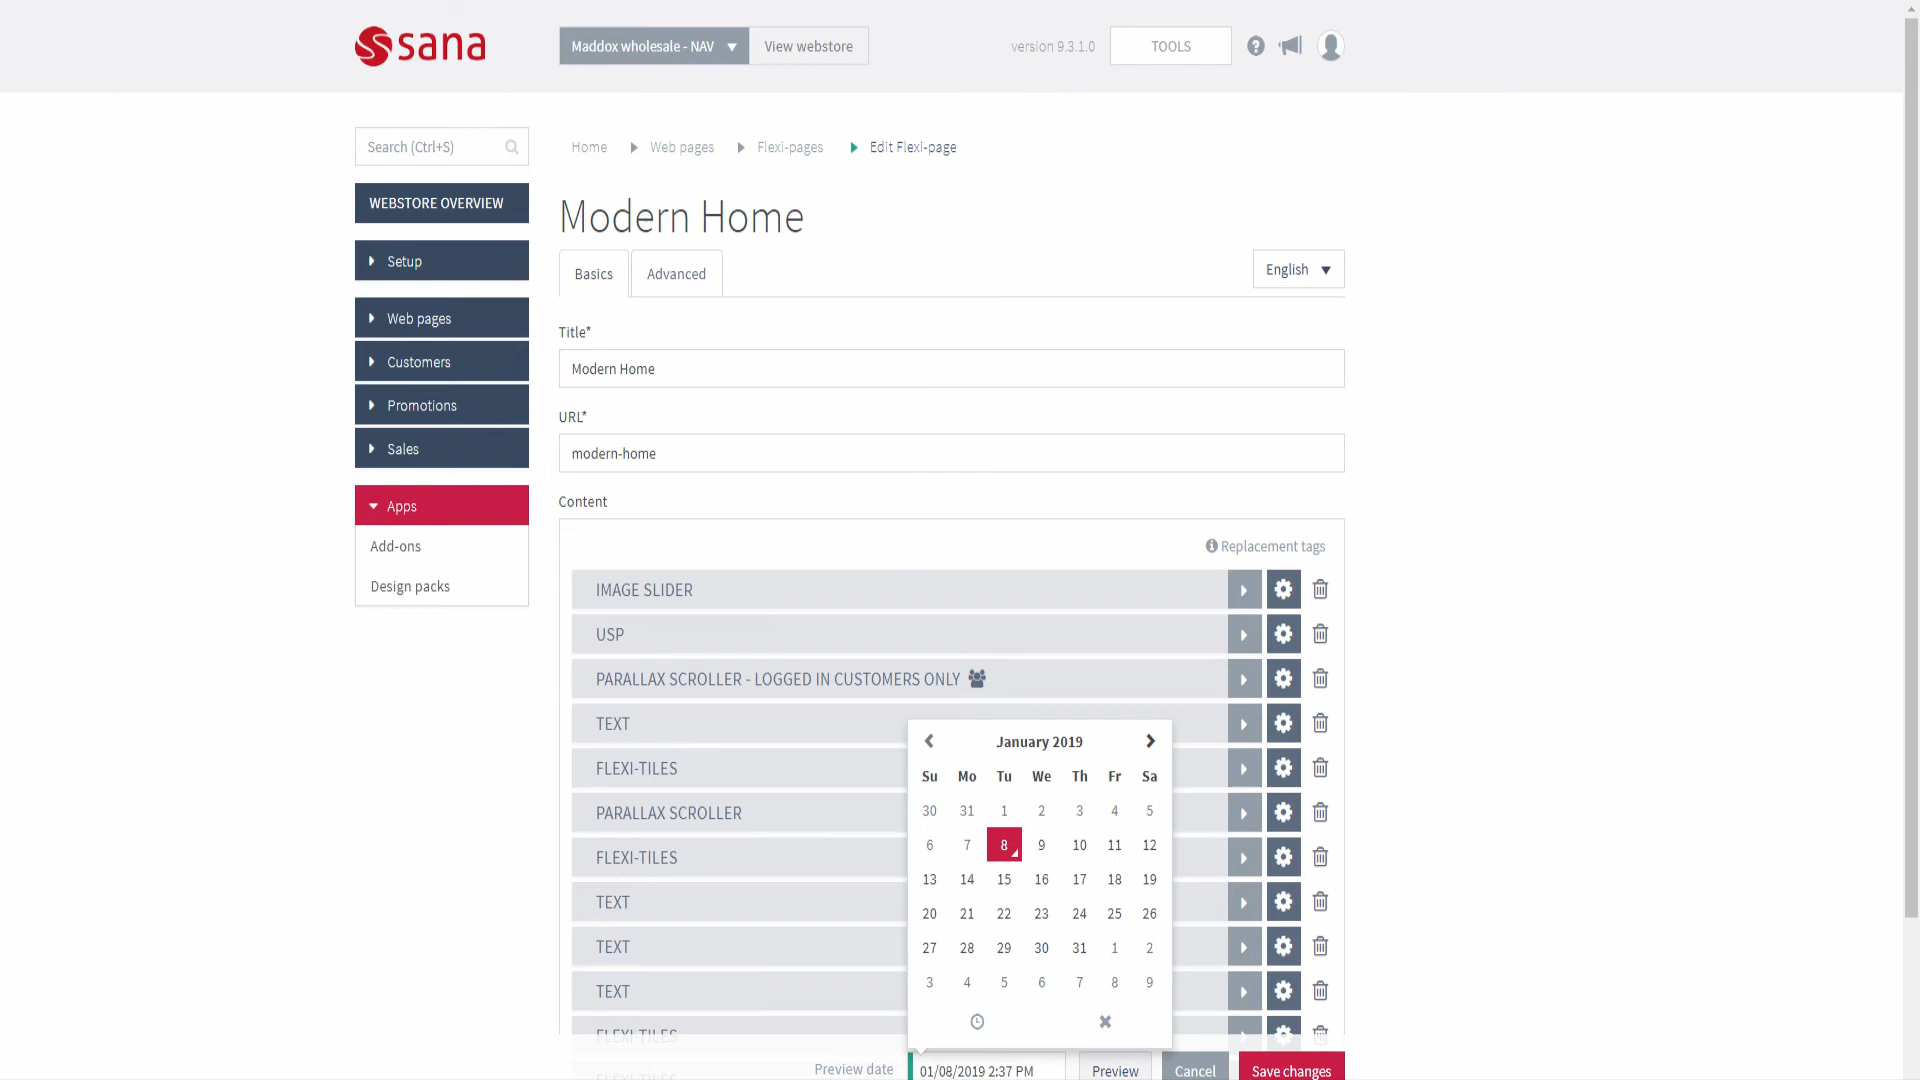 sana
Maddox wholesale - NAV
View webstore
version 9.3.1.0
TOOLS
Search (Ctrl+S)
Home
Web pages
Flexi-pages
Edit Flexi-page
WEBSTORE OVERVIEW
Setup
Web pages
Customers
Promotions
Sales
Apps
Add-ons
Design packs
Modern Home
Basics
Advanced
English
Title*
Modern Home
URL*
modern-home
Content
Replacement tags
IMAGE SLIDER
USP
PARALLAX SCROLLER - LOGGED IN CUSTOMERS ONLY
TEXT
FLEXI-TILES
PARALLAX SCROLLER
FLEXI-TILES
TEXT
TEXT
TEXT
FLEXI-TILES
FLEXI-TILES
January 2019
Su Mo Tu We Th Fr Sa
30 31 1 2 3 4 5
6 7 8 9 10 11 12
13 14 15 16 17 18 19
20 21 22 23 24 25 26
27 28 29 30 31 1 2
3 4 5 6 7 8 9
Preview date
01/08/2019 2:37 PM
Preview
Cancel
Save changes